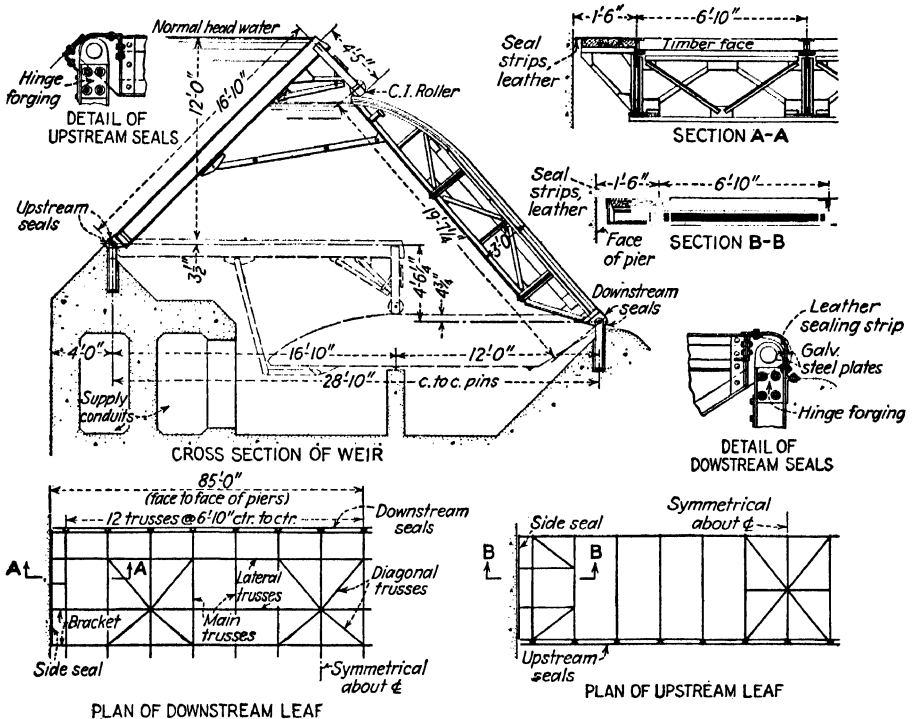 Hinge
forging
DETAIL OF
UPSTREAM SEALS
Normal head water
12'-0"
16'-10"
4'-5"
C.I. Roller
Upstream
seals
3½"
19'-7¼
3'-0"
4'-6¼"
4¾"
Downstream
seals
4'-0"
16'-10"
12'-0"
28'-10"
c. to c. pins
Supply
conduits
CROSS SECTION OF WEIR
1'-6"
6'-10"
Seal
strips,
leather
Timber face
SECTION A-A
Seal
strips,
leather
1'-6"
6'-10"
Face
of pier
SECTION B-B
Leather
sealing strip
Galv.
steel plates
Hinge forging
DETAIL OF
DOWSTREAM SEALS
85'-0"
(face to face of piers)
12 trusses @ 6'-10" ctr. to ctr.
Downstream
seals
A
A
Lateral
trusses
Diagonal
trusses
Bracket
Main
trusses
Side seal
Symmetrical
about ℄
PLAN OF DOWNSTREAM LEAF
Symmetrical
about ℄
Side seal
B
B
Upstream
seals
PLAN OF UPSTREAM LEAF